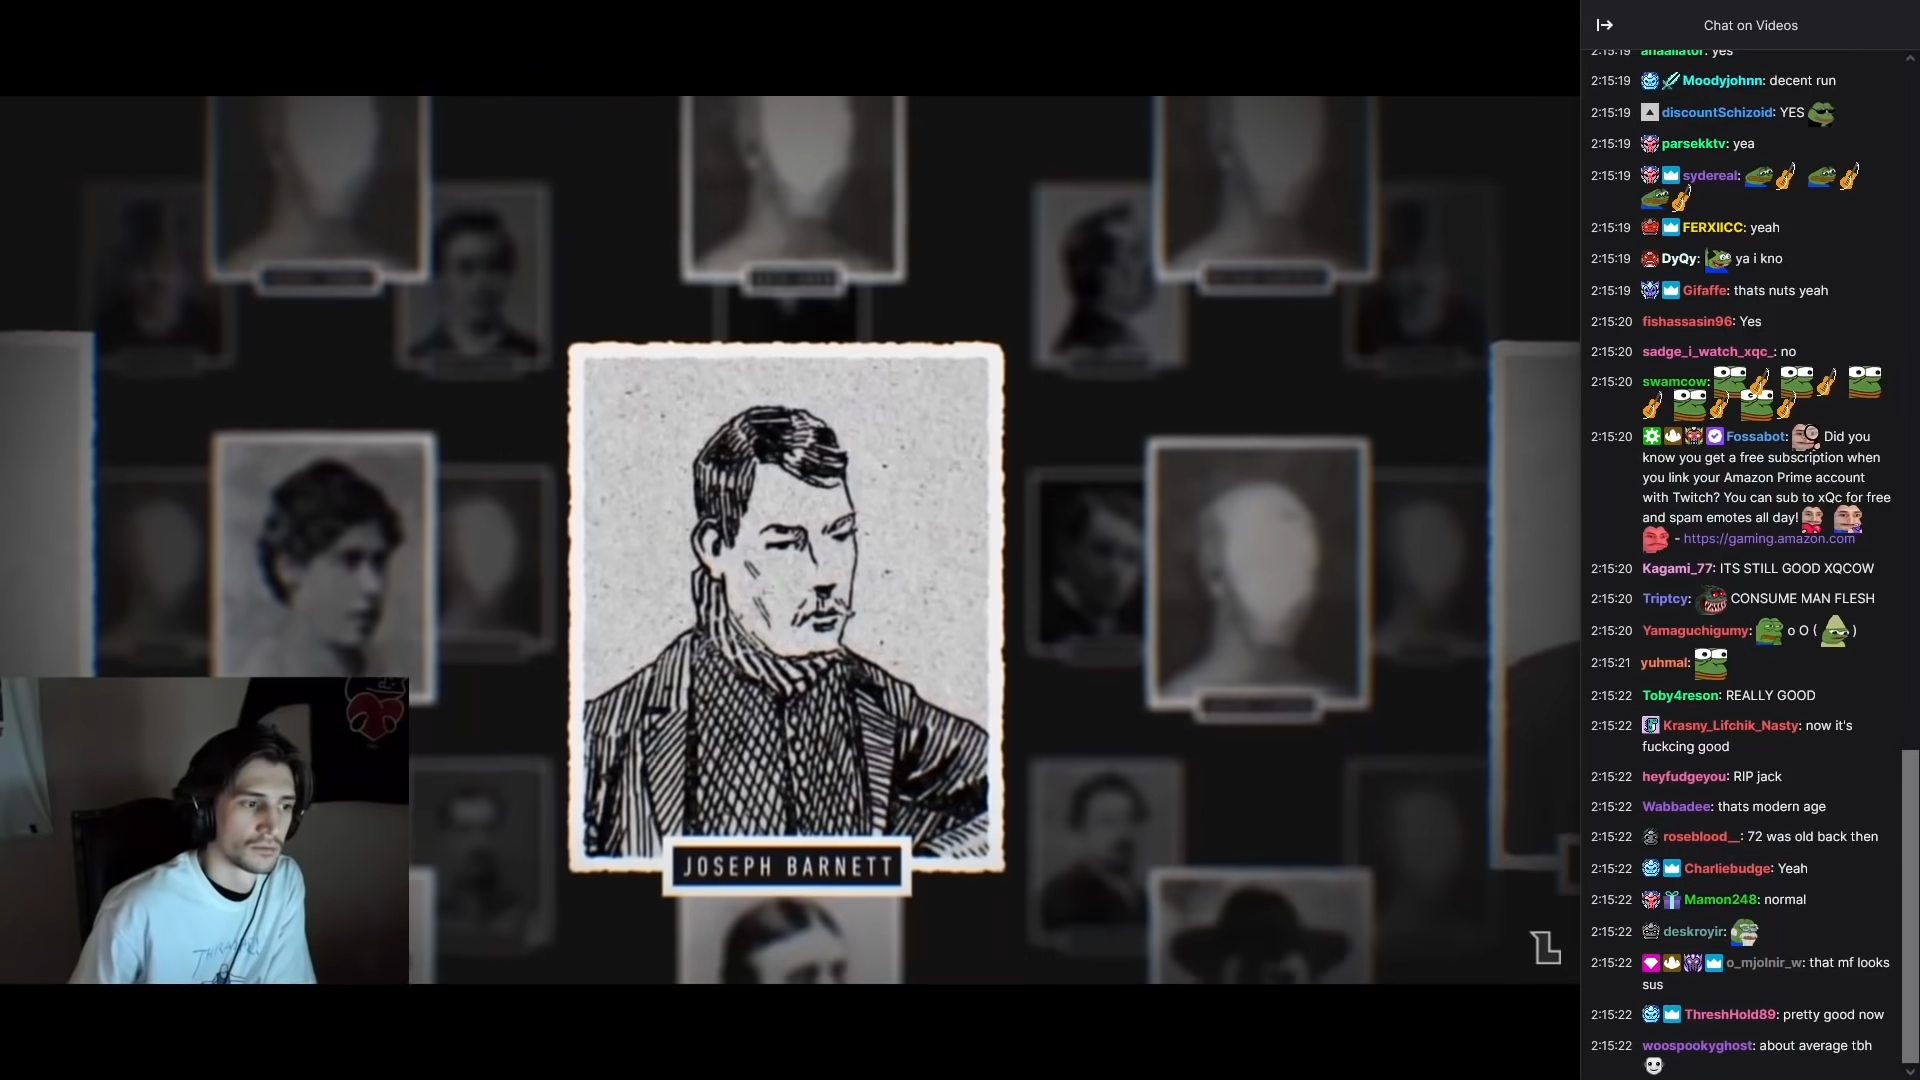 Chat on Videos
2:15:19 anaaliator: yes
2:15:19 Moodyjohnn: decent run
2:15:19 discountSchizoid: YES
2:15:19 parsekktv: yea
2:15:19 sydereal:
2:15:19 FERXIICC: yeah
2:15:19 DyQy: ya i kno
2:15:19 Gifaffe: thats nuts yeah
2:15:20 fishassasin96: Yes
2:15:20 sadge_i_watch_xqc_: no
2:15:20 swamcow:
2:15:20 Fossabot: Did you
know you get a free subscription when
you link your Amazon Prime account
with Twitch? You can sub to xQc for free
and spam emotes all day!
- https://gaming.amazon.com
2:15:20 Kagami_77: ITS STILL GOOD XQCOW
2:15:20 Triptcy: CONSUME MAN FLESH
2:15:20 Yamaguchigumy: o O ( )
2:15:21 yuhmal:
2:15:22 Toby4reson: REALLY GOOD
2:15:22 Krasny_Lifchik_Nasty: now it's
fuckcing good
2:15:22 heyfudgeyou: RIP jack
2:15:22 Wabbadee: thats modern age
2:15:22 roseblood__: 72 was old back then
2:15:22 Charliebudge: Yeah
2:15:22 Mamon248: normal
2:15:22 deskroyir:
2:15:22 o_mjolnir_w: that mf looks
sus
2:15:22 ThreshHold89: pretty good now
2:15:22 woospookyghost: about average tbh
JOSEPH BARNETT